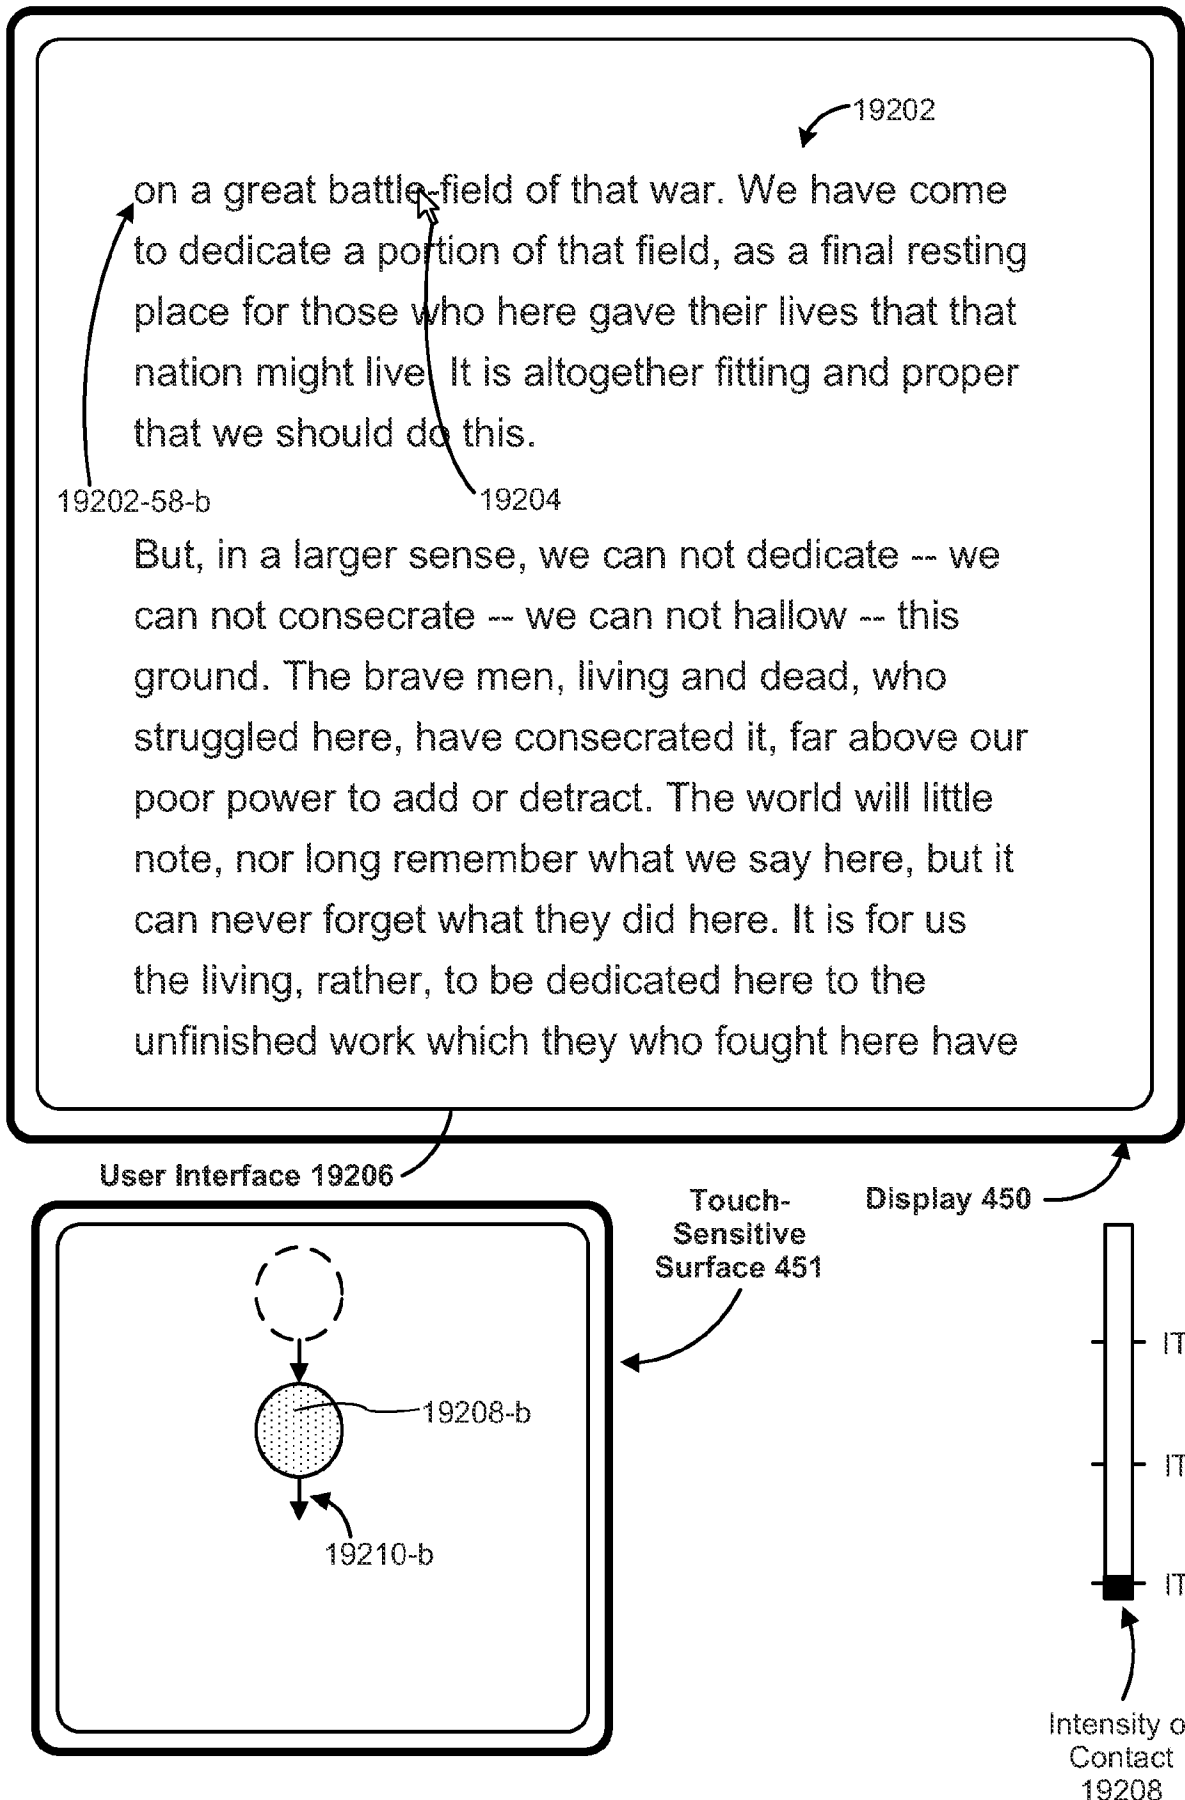 19202
on a great battle-field of that war. We have come
to dedicate a portion of that field, as a final resting
place for those who here gave their lives that that
nation might live. It is altogether fitting and proper
that we should do this.
19202-58-b
19204
But, in a larger sense, we can not dedicate -- we
can not consecrate -- we can not hallow -- this
ground. The brave men, living and dead, who
struggled here, have consecrated it, far above our
poor power to add or detract. The world will little
note, nor long remember what we say here, but it
can never forget what they did here. It is for us
the living, rather, to be dedicated here to the
unfinished work which they who fought here have
User Interface 19206
Display 450
Touch-
Sensitive
Surface 451
19208-b
19210-b
IT
IT
IT
Intensity o
Contact
19208